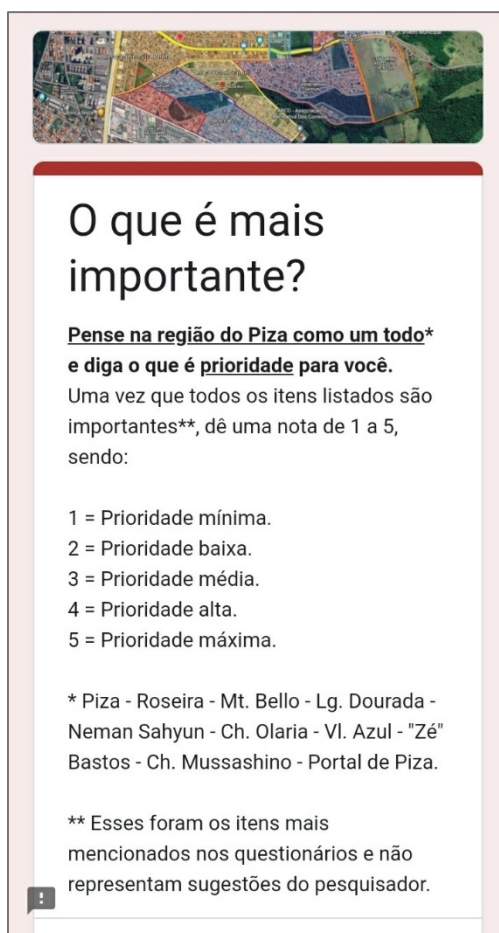 O que é mais
importante?
Pense na região do Piza como um todo*
e diga o que é prioridade para você.
Uma vez que todos os itens listados são
importantes**, dê uma nota de 1 a 5,
sendo:
1 = Prioridade mínima.
2 = Prioridade baixa.
3 = Prioridade média.
4 = Prioridade alta.
5 = Prioridade máxima.
* Piza - Roseira - Mt. Bello - Lg. Dourada -
Neman Sahyun - Ch. Olaria - Vl. Azul - "Zé"
Bastos - Ch. Mussashino - Portal de Piza.
** Esses foram os itens mais
mencionados nos questionários e não
representam sugestões do pesquisador.